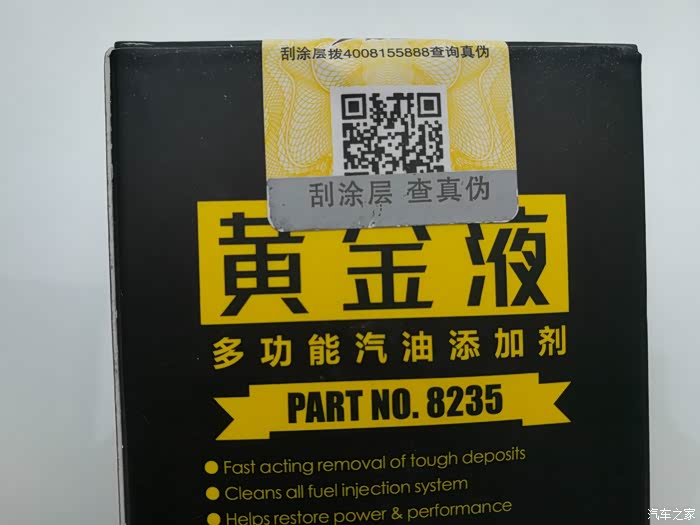 刮涂层拨4008155888查询真伪
刮涂层 查真伪
黄金液
多功能汽油添加剂
PART NO. 8235
Fast acting removal of tough deposits
Cleans all fuel injection system
Helps restore power & performance
汽车之家